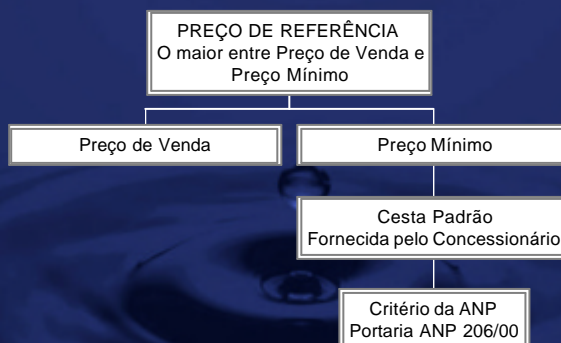 PREÇO DE REFERÊNCIA
O maior entre Preço de Venda e
Preço Mínimo
Preço de Venda
Preço Mínimo
Cesta Padrão
Fornecida pelo Concessionário
Critério da ANP
Portaria ANP 206/00